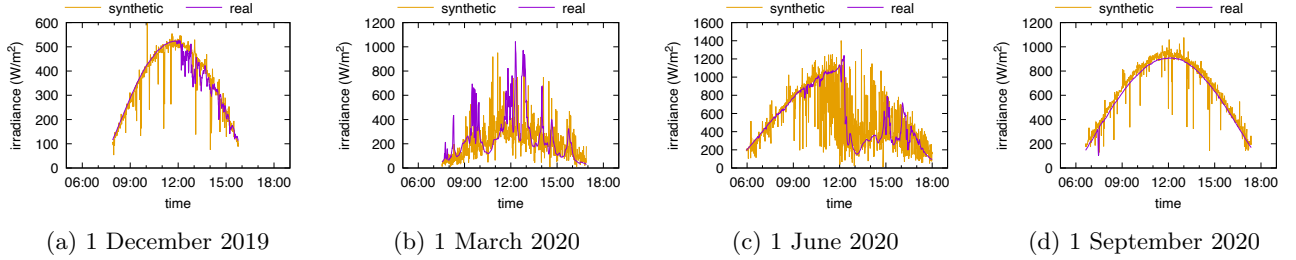 synthetic real
irradiance (W/m²)
600
500
400
300
200
100
0
06:00 09:00 12:00 15:00 18:00
time
(a) 1 December 2019
synthetic real
irradiance (W/m²)
1200
1000
800
600
400
200
0
06:00 09:00 12:00 15:00 18:00
time
(b) 1 March 2020
synthetic real
irradiance (W/m²)
1600
1400
1200
1000
800
600
400
200
0
06:00 09:00 12:00 15:00 18:00
time
(c) 1 June 2020
synthetic real
irradiance (W/m²)
1200
1000
800
600
400
200
0
06:00 09:00 12:00 15:00 18:00
time
(d) 1 September 2020